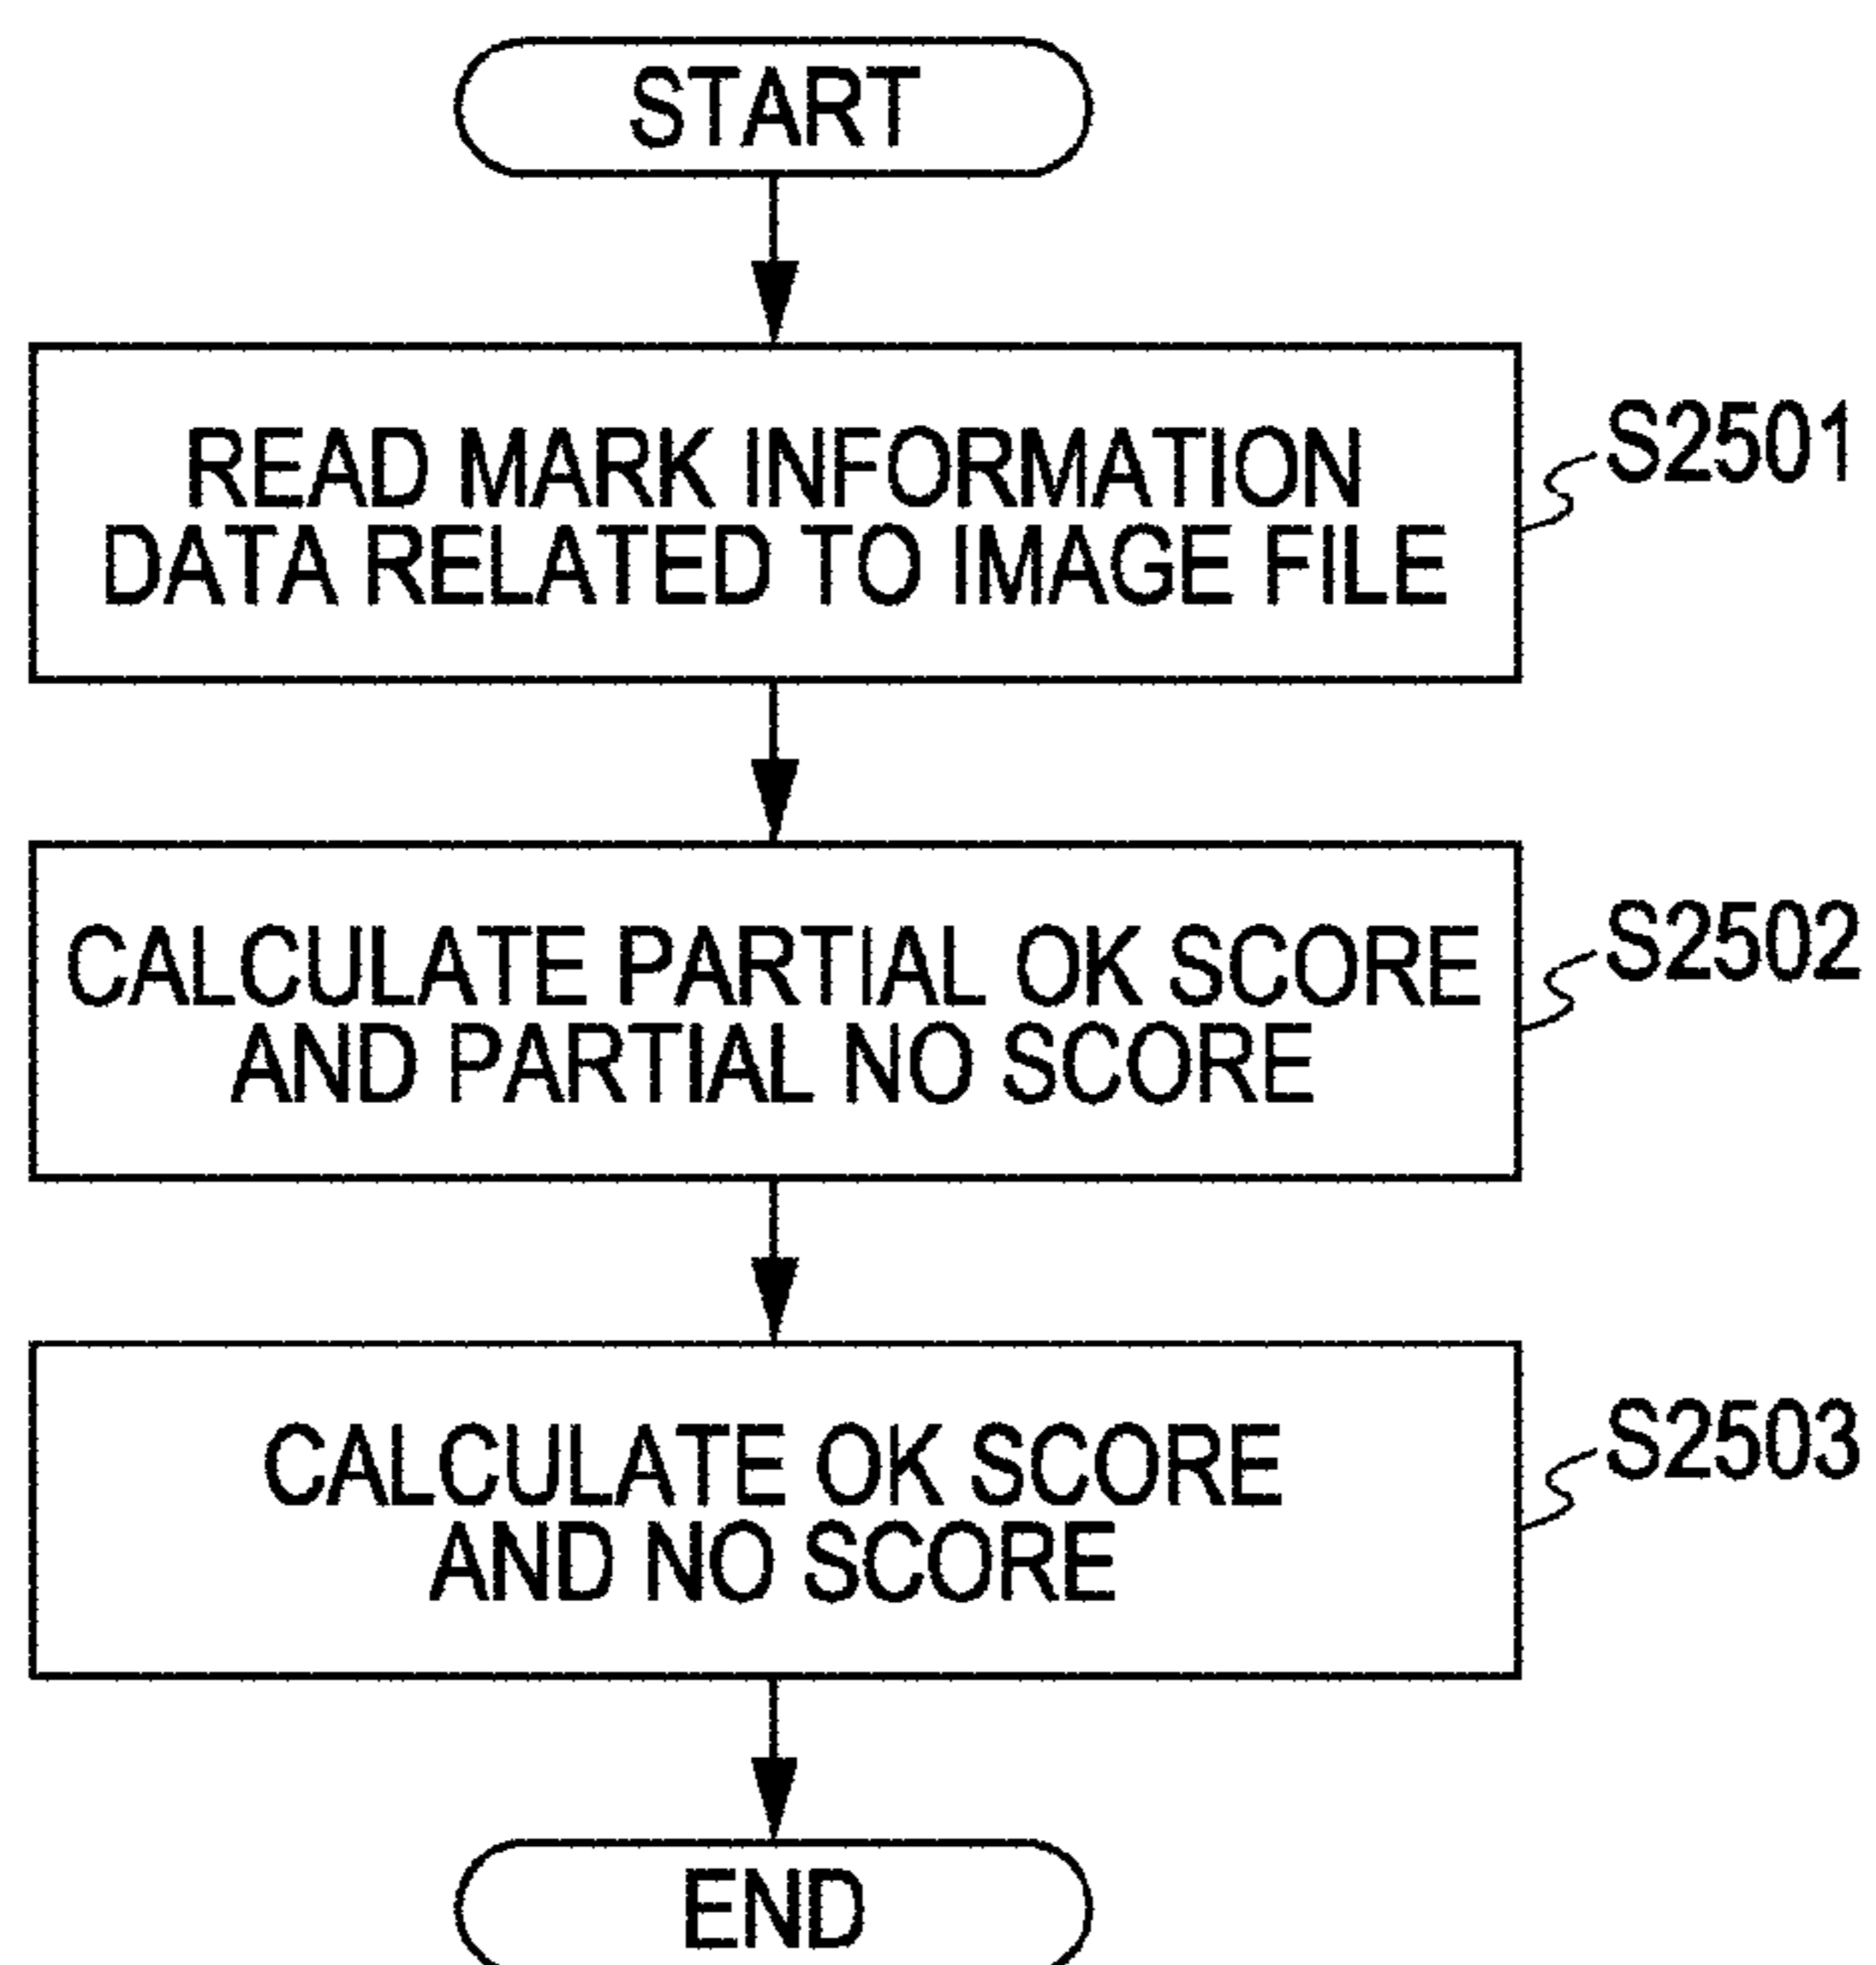 START
READ MARK INFORMATION
DATA RELATED TO IMAGE FILE
S2501
CALCULATE PARTIAL OK SCORE
AND PARTIAL NO SCORE
S2502
CALCULATE OK SCORE
AND NO SCORE
S2503
END